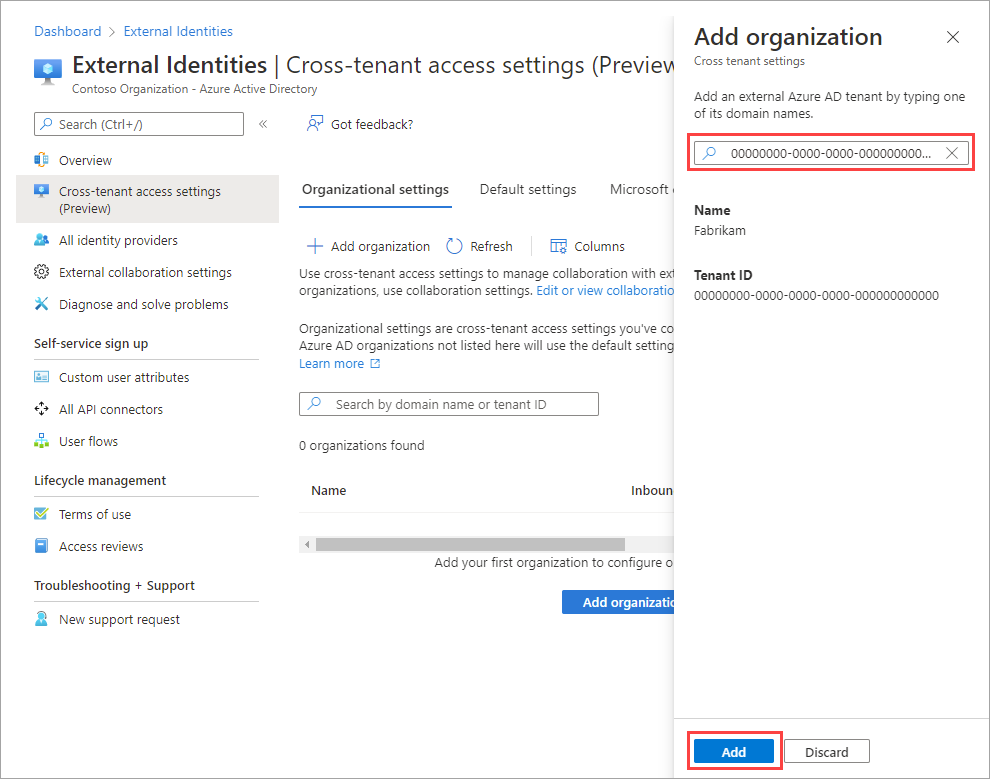 Dashboard > External Identities
External Identities | Cross-tenant access settings (Preview
Contoso Organization - Azure Active Directory
Search (Ctrl+/)
«
Overview
Cross-tenant access settings
(Preview)
All identity providers
External collaboration settings
Diagnose and solve problems
Self-service sign up
Custom user attributes
All API connectors
User flows
Lifecycle management
Terms of use
Access reviews
Troubleshooting + Support
New support request
Got feedback?
Organizational settings Default settings Microsoft
Add organization Refresh Columns
Use cross-tenant access settings to manage collaboration with ext
organizations, use collaboration settings. Edit or view collaboratio
Organizational settings are cross-tenant access settings you've co
Azure AD organizations not listed here will use the default setting
Learn more
Search by domain name or tenant ID
0 organizations found
Name Inboun
Add your first organization to configure o
Add organizatio
Add organization
Cross tenant settings
Add an external Azure AD tenant by typing one
of its domain names.
00000000-0000-0000-000000000...
Name
Fabrikam
Tenant ID
00000000-0000-0000-0000-000000000000
Add Discard